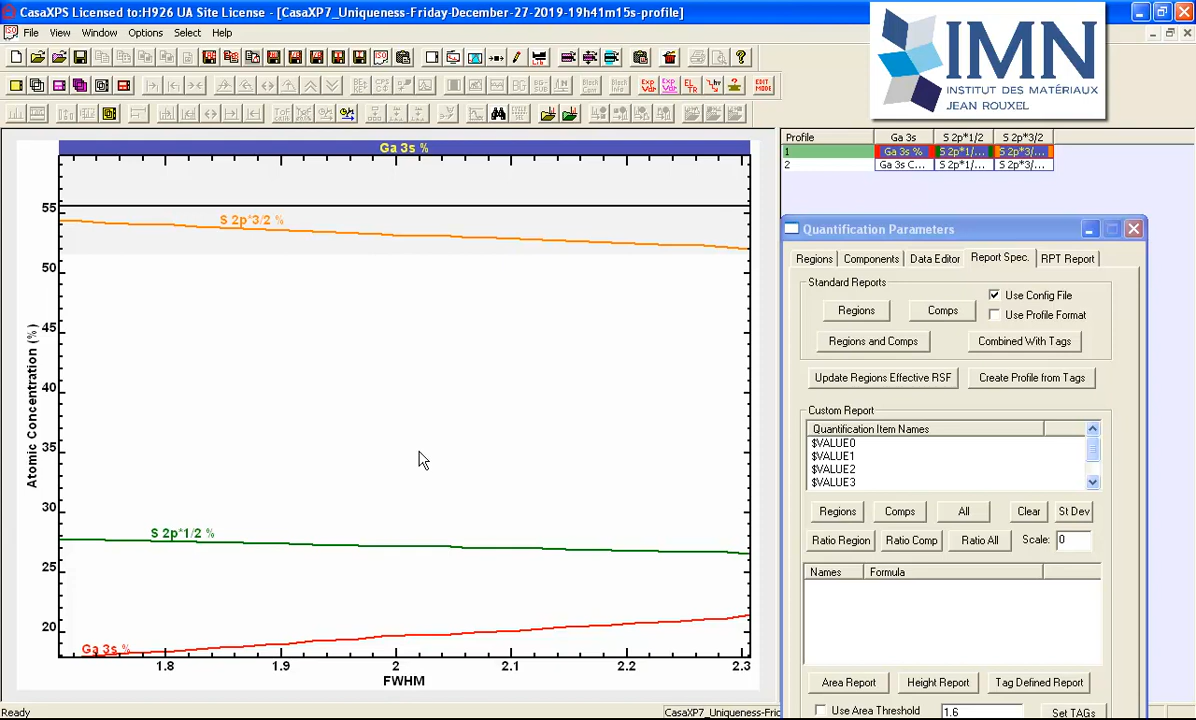 CasaXPS Licensed to:H926 UA Site License - [CasaXP7_Uniqueness-Friday-December-27-2019-19h41m15s-profile]
File View Window Options Select Help
IMN
INSTITUT DES MATÉRIAUX
JEAN ROUXEL
Profile Ga 3s S 2p*1/2 S 2p*3/2
1 Ga 3s % S 2p*1/... S 2p*3/...
2 Ga 3s C... S 2p*1/... S 2p*3/...
Ga 3s %
S 2p*3/2 %
S 2p*1/2 %
Ga 3s %
Atomic Concentration (%)
55
50
45
40
35
30
25
20
1.8 1.9 2 2.1 2.2 2.3
FWHM
Quantification Parameters
Regions Components Data Editor Report Spec. RPT Report
Standard Reports
Regions Comps Use Config File
Use Profile Format
Regions and Comps Combined With Tags
Update Regions Effective RSF Create Profile from Tags
Custom Report
Quantification Item Names
$VALUE0
$VALUE1
$VALUE2
$VALUE3
Regions Comps All Clear St Dev
Ratio Region Ratio Comp Ratio All Scale: 0
Names Formula
Area Report Height Report Tag Defined Report
Use Area Threshold 1.6 Set TAGs
Ready CasaXP7_Uniqueness-Fric